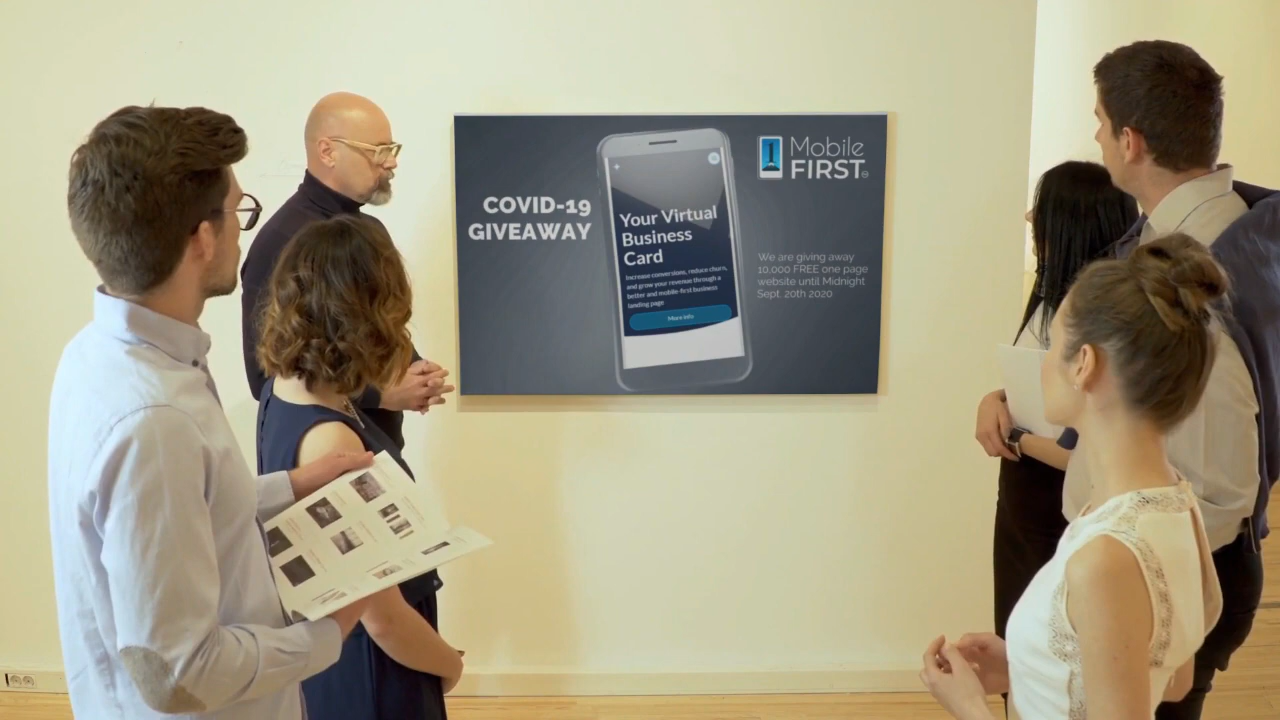 COVID-19
GIVEAWAY
Your Virtual
Business
Card
Increase conversions, reduce churn,
and grow your revenue through a
better and mobile-first business
landing page
More Info
1
Mobile
FIRST
We are giving away
10,000 FREE one page
website until Midnight
Sept. 20th 2020